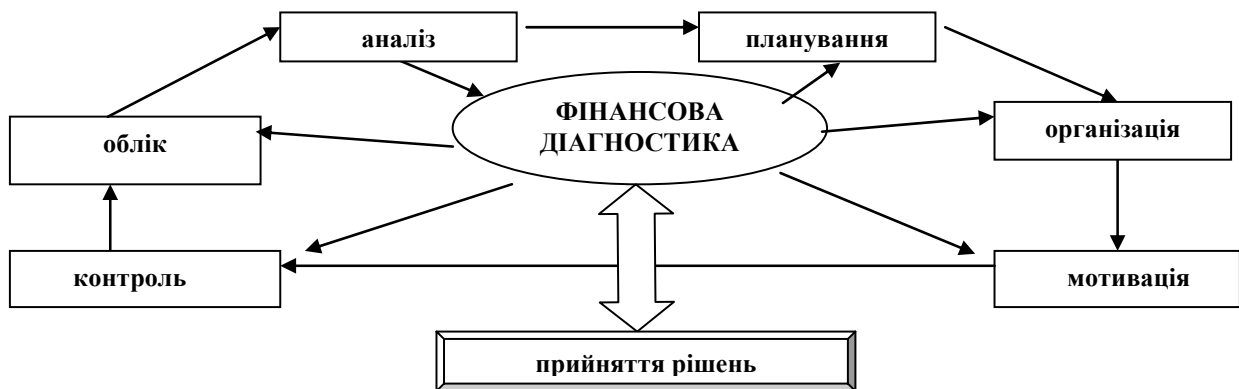 аналіз
планування
ФІНАНСОВА
ДІАГНОСТИКА
облік
організація
контроль
мотивація
прийняття рішень